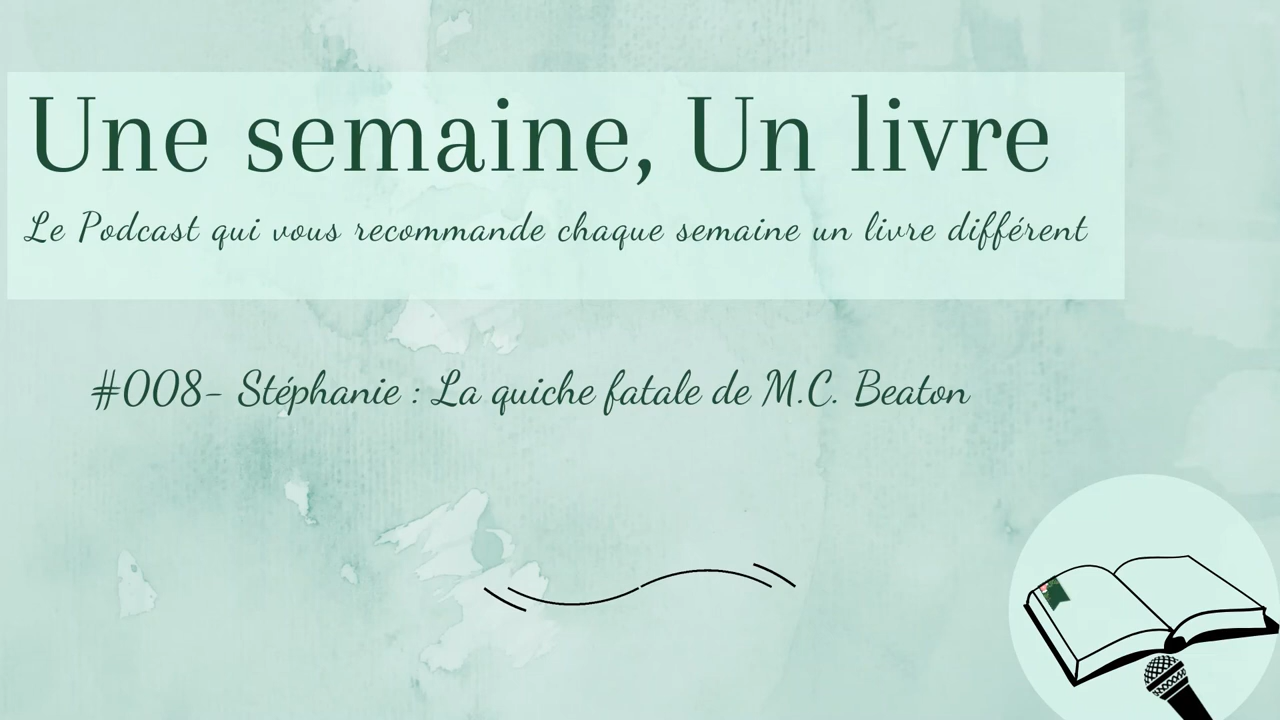 Une semaine, Un livre
Le Podcast qui vous recommande chaque semaine un livre différent
#008- Stéphanie : La quiche fatale de M.C. Beaton